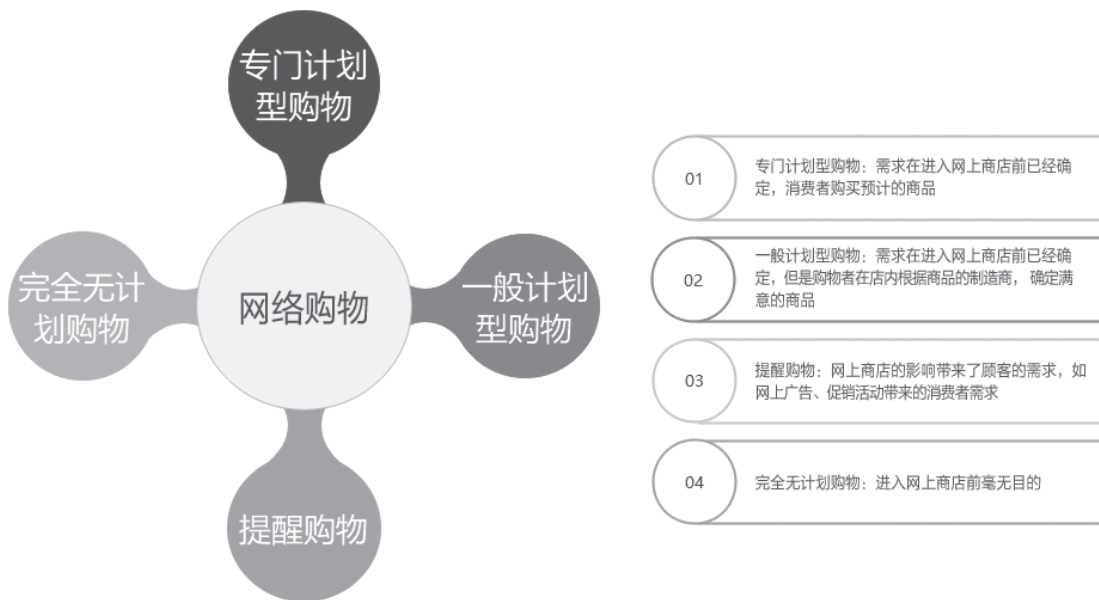 专门计划
型购物
完全无计
划购物
网络购物
一般计划
型购物
提醒购物
01
专门计划型购物：需求在进入网上商店前已经确
定，消费者购买预计的商品
02
一般计划型购物：需求在进入网上商店前已经确
定，但是购物者在店内根据商品的制造商， 确定满
意的商品
03
提醒购物：网上商店的影响带来了顾客的需求，如
网上广告、促销活动带来的消费者需求
04
完全无计划购物：进入网上商店前毫无目的